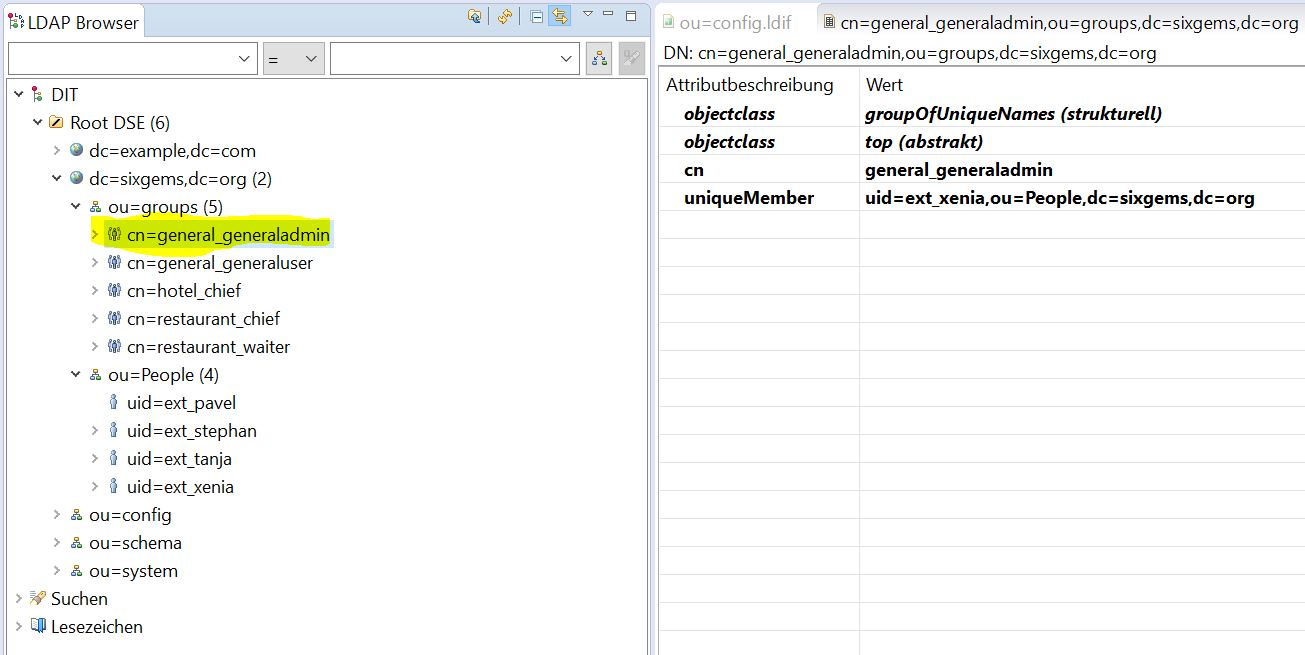 LDAP Browser
=
DIT
Root DSE (6)
dc=example,dc=com
dc=sixgems,dc=org (2)
ou=groups (5)
cn=general_generaladmin
cn=general_generaluser
cn=hotel_chief
cn=restaurant_chief
cn=restaurant_waiter
ou=People (4)
uid=ext_pavel
uid=ext_stephan
uid=ext_tanja
uid=ext_xenia
ou=config
ou=schema
ou=system
Suchen
Lesezeichen
ou=config.ldif
cn=general_generaladmin,ou=groups,dc=sixgems,dc=org
DN: cn=general_generaladmin,ou=groups,dc=sixgems,dc=org
Attributbeschreibung Wert
objectclass groupOfUniqueNames (strukturell)
objectclass top (abstrakt)
cn general_generaladmin
uniqueMember uid=ext_xenia,ou=People,dc=sixgems,dc=org